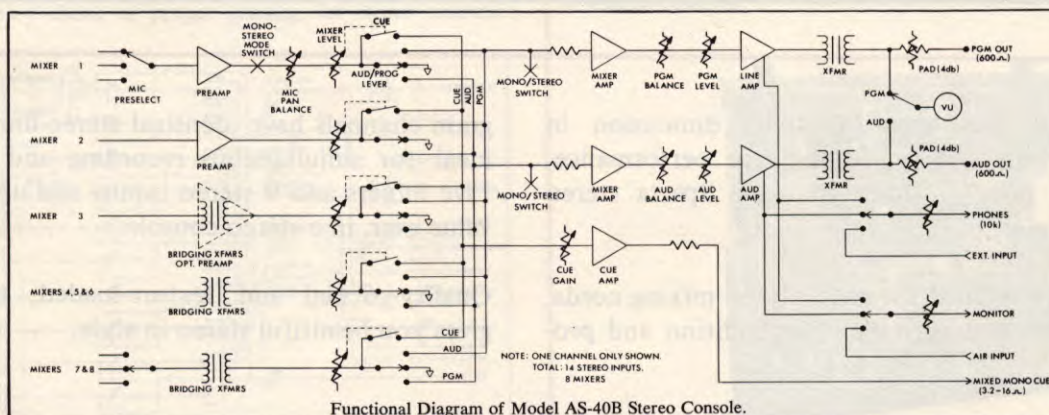 CUE
MONO-
STEREO
MODE
SWITCH
MIXER
LEVEL
MIXER 1
MIC
PRESELECT
PREAMP
MIC
PAN
BALANCE
AUD/PROG
LEVER
CUE
AUD
PGM
MONO/STEREO
SWITCH
MIXER
AMP
PGM
BALANCE
PGM
LEVEL
LINE
AMP
XFMR
PAD (4db)
PGM OUT
(600Ω)
PGM
VU
AUD
MIXER 2
PREAMP
MONO/STEREO
SWITCH
MIXER
AMP
AUD
BALANCE
AUD
LEVEL
AUD
AMP
XFMR
PAD (4db)
AUD OUT
(600Ω)
MIXER 3
BRIDGING XFMRS
OPT. PREAMP
CUE
GAIN
CUE
AMP
PHONES
(10k)
EXT. INPUT
MIXERS 4,5 & 6
BRIDGING XFMRS
MONITOR
MIXERS 7 & 8
BRIDGING XFMRS
CUE
AUD
PGM
NOTE: ONE CHANNEL ONLY SHOWN.
TOTAL: 14 STEREO INPUTS.
8 MIXERS
AIR INPUT
MIXED MONO CUE
(3.2-16Ω)
Functional Diagram of Model AS-40B Stereo Console.